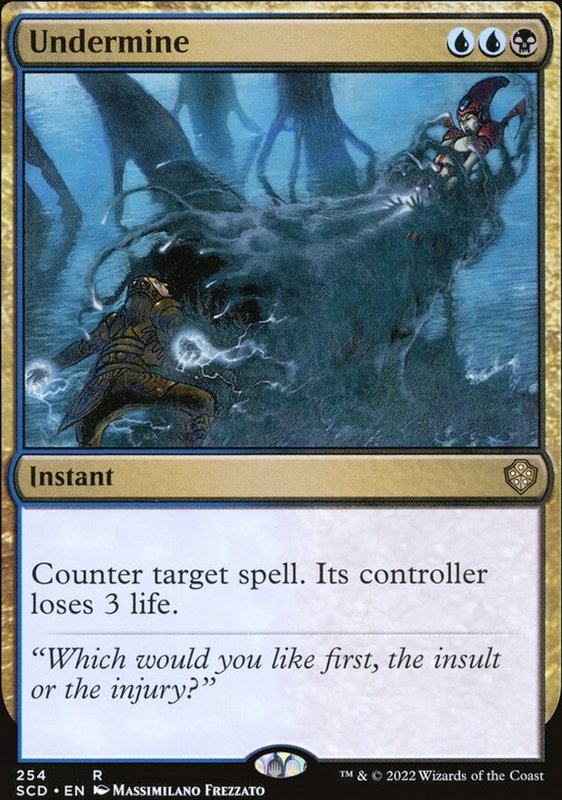 Undermine
Instant
Counter target spell. Its controller
loses 3 life.
“Which would you like first, the insult
or the injury?”
254 R
SCD • EN Massimiliano Frezzato
™ & © 2022 Wizards of the Coast